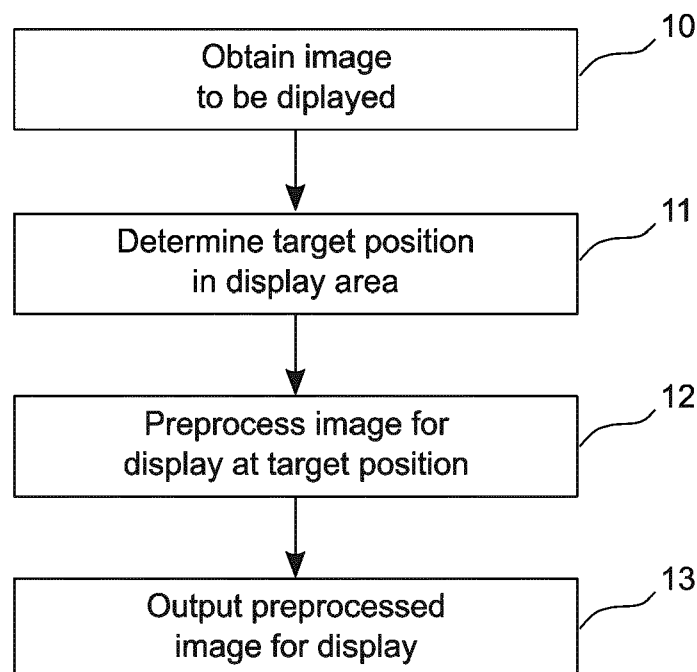 10
Obtain image
to be diplayed
11
Determine target position
in display area
12
Preprocess image for
display at target position
13
Output preprocessed
image for display